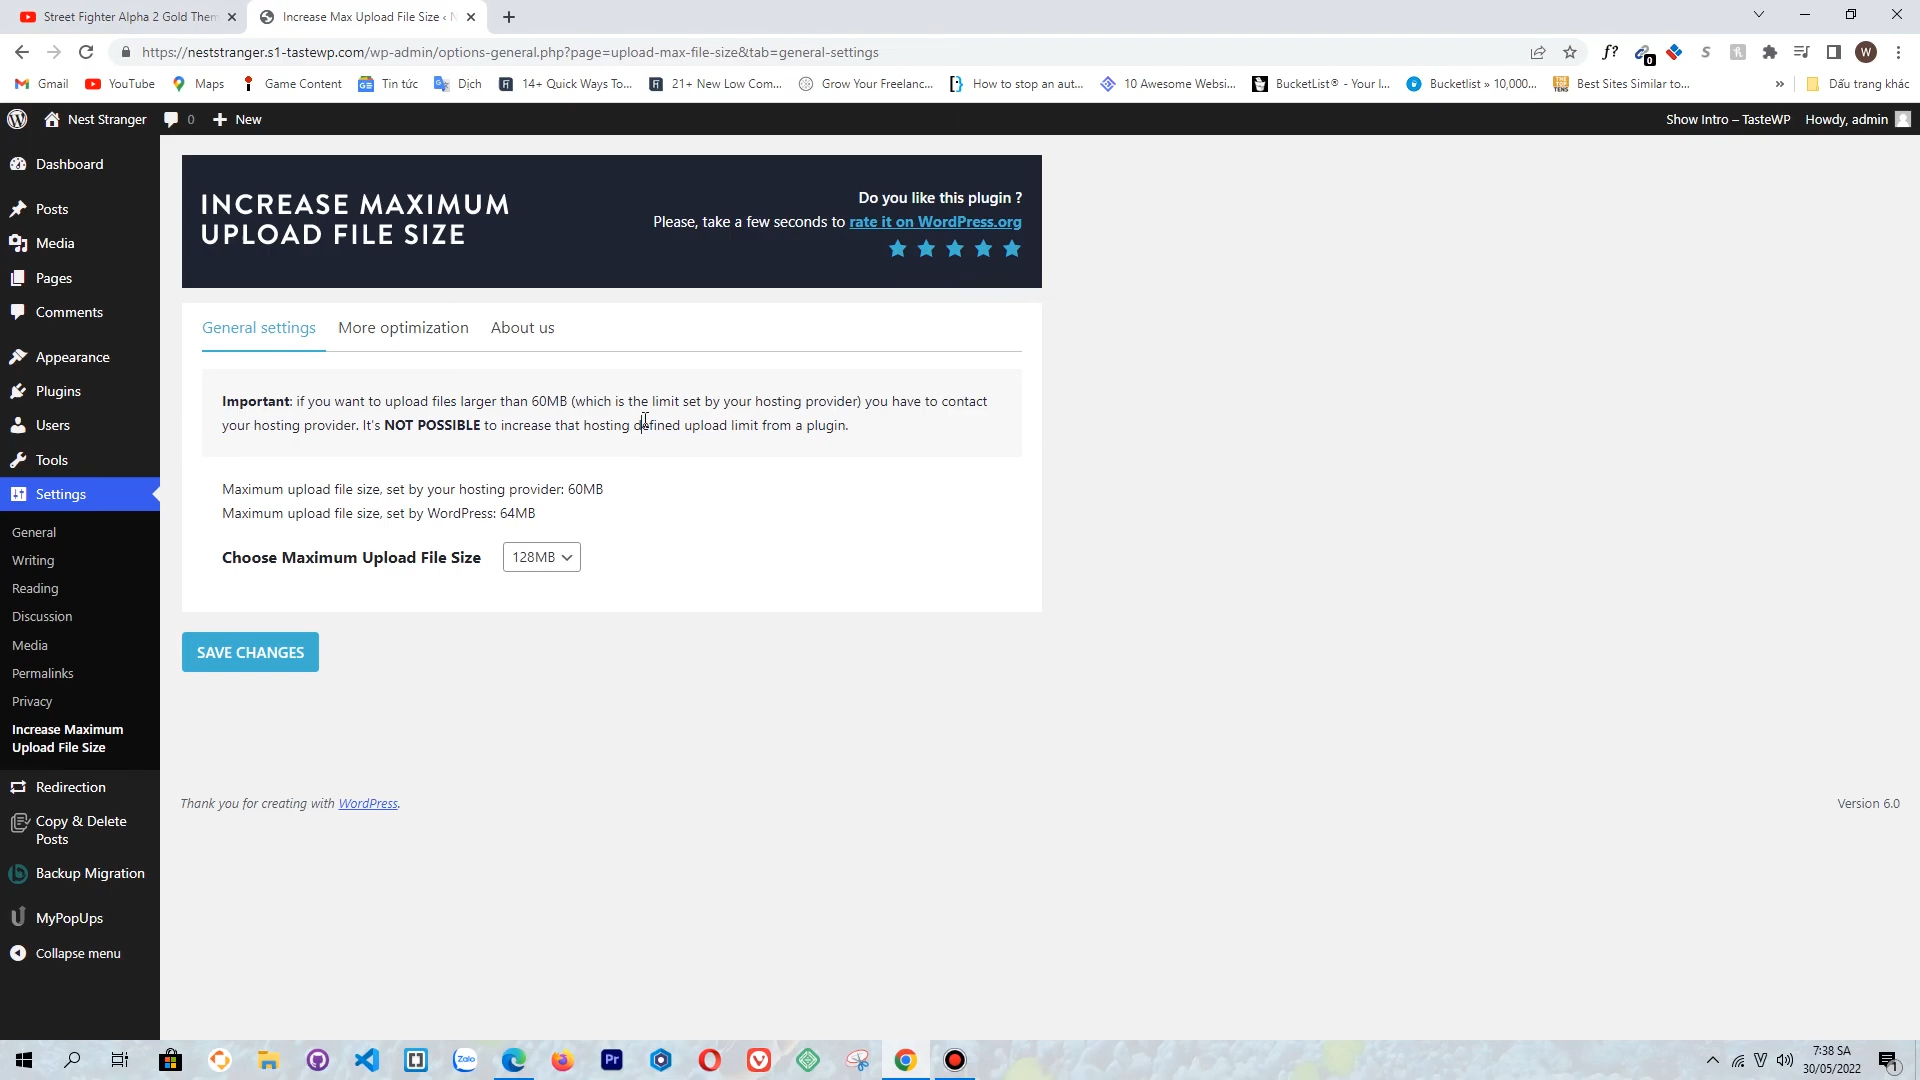 Street Fighter Alpha 2 Gold Them
Increase Max Upload File Size ‹ N
https://neststranger.s1-tastewp.com/wp-admin/options-general.php?page=upload-max-file-size&tab=general-settings
f?
0
S
W
Gmail
YouTube
Maps
Game Content
Tin tức
Dịch
14+ Quick Ways To...
21+ New Low Com...
Grow Your Freelanc...
How to stop an aut...
10 Awesome Websi...
BucketList® - Your l...
Bucketlist » 10,000...
Best Sites Similar to...
»
Dấu trang khác
Nest Stranger
0
New
Show Intro – TasteWP
Howdy, admin
Dashboard
Posts
Media
Pages
Comments
Appearance
Plugins
Users
Tools
Settings
General
Writing
Reading
Discussion
Media
Permalinks
Privacy
Increase Maximum
Upload File Size
Redirection
Copy & Delete
Posts
Backup Migration
MyPopUps
Collapse menu
INCREASE MAXIMUM
UPLOAD FILE SIZE
Do you like this plugin ?
Please, take a few seconds to rate it on WordPress.org
General settings
More optimization
About us
Important: if you want to upload files larger than 60MB (which is the limit set by your hosting provider) you have to contact
your hosting provider. It's NOT POSSIBLE to increase that hosting defined upload limit from a plugin.
Maximum upload file size, set by your hosting provider: 60MB
Maximum upload file size, set by WordPress: 64MB
Choose Maximum Upload File Size
128MB
SAVE CHANGES
Thank you for creating with WordPress.
Version 6.0
Zalo
Pr
7:38 SA
30/05/2022
1